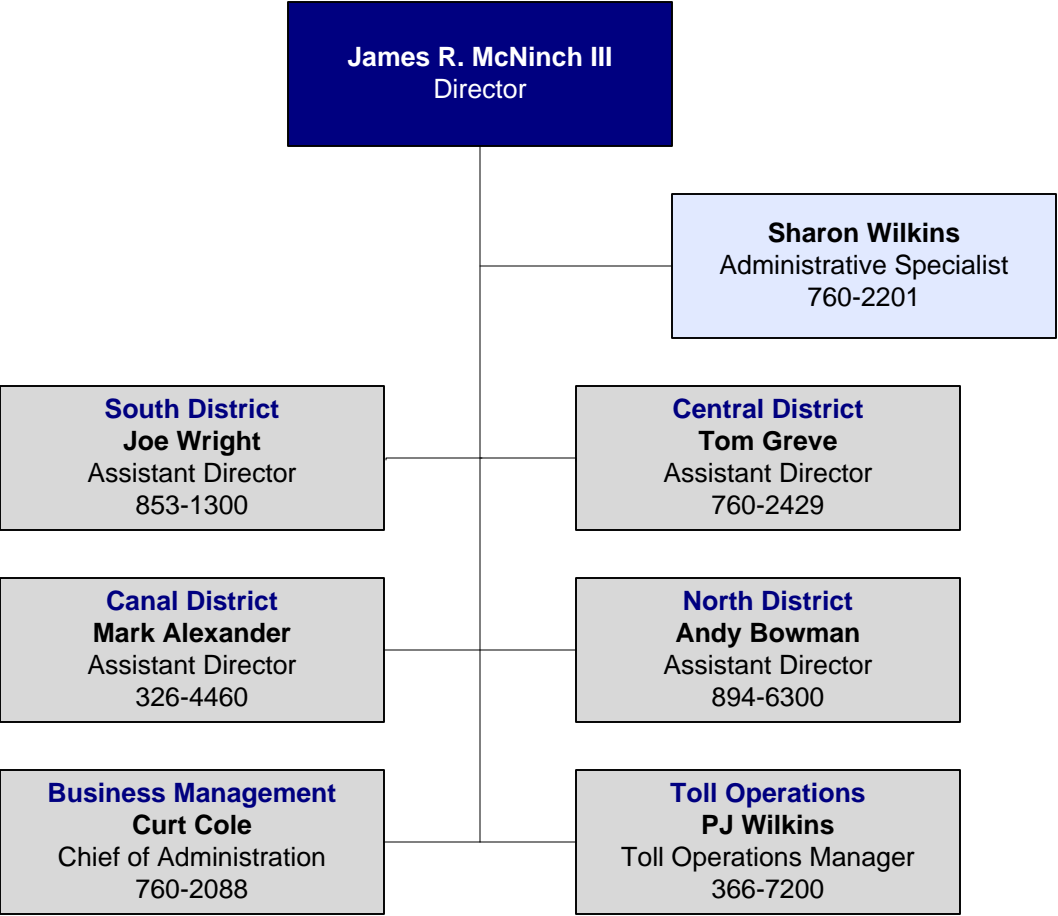 James R. McNinch III
Director
Sharon Wilkins
Administrative Specialist
760-2201
South District
Joe Wright
Assistant Director
853-1300
Central District
Tom Greve
Assistant Director
760-2429
Canal District
Mark Alexander
Assistant Director
326-4460
North District
Andy Bowman
Assistant Director
894-6300
Business Management
Curt Cole
Chief of Administration
760-2088
Toll Operations
PJ Wilkins
Toll Operations Manager
366-7200